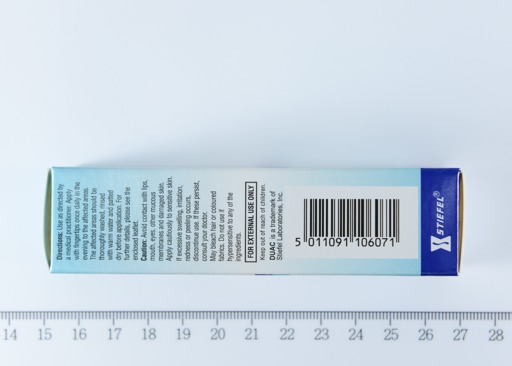 Directions: Use as directed by
a medical practitioner. Apply
with fingertips once daily in the
evening to the affected areas.
The affected areas should be
thoroughly washed, rinsed
with warm water and patted
dry before application. For
further details, please see the
enclosed leaflet.
Caution: Avoid contact with lips,
mouth, eyes, other mucous
membranes and damaged skin.
Apply cautiously to sensitive skin.
If excessive swelling, irritation,
redness or peeling occurs,
discontinue use. If these persist,
consult your doctor.
May bleach hair or coloured
fabrics. Do not use if
hypersensitive to any of the
ingredients.
FOR EXTERNAL USE ONLY
Keep out of reach of children.
DUAC is a trademark of
Stiefel Laboratories, Inc.
5 011091 106071
STIEFEL®
14 15 16 17 18 19 20 21 22 23 24 25 26 27 28